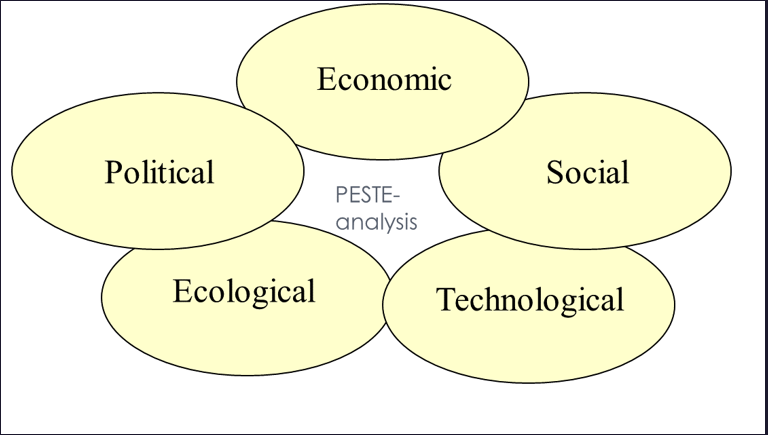 Economic
Political
Social
PESTE-
analysis
Ecological
Technological